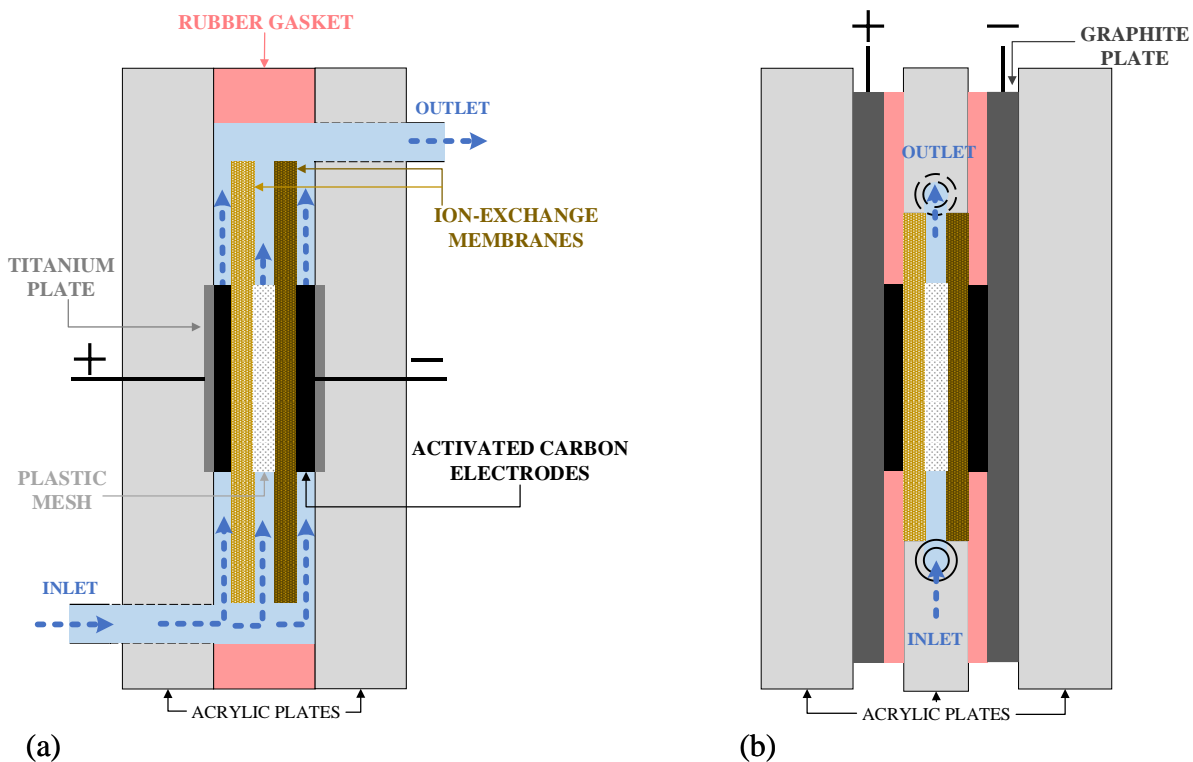 RUBBER GASKET
OUTLET
ION-EXCHANGE
MEMBRANES
TITANIUM
PLATE
+
−
ACTIVATED CARBON
ELECTRODES
PLASTIC
MESH
INLET
ACRYLIC PLATES
(a)
+
−
GRAPHITE
PLATE
OUTLET
INLET
ACRYLIC PLATES
(b)